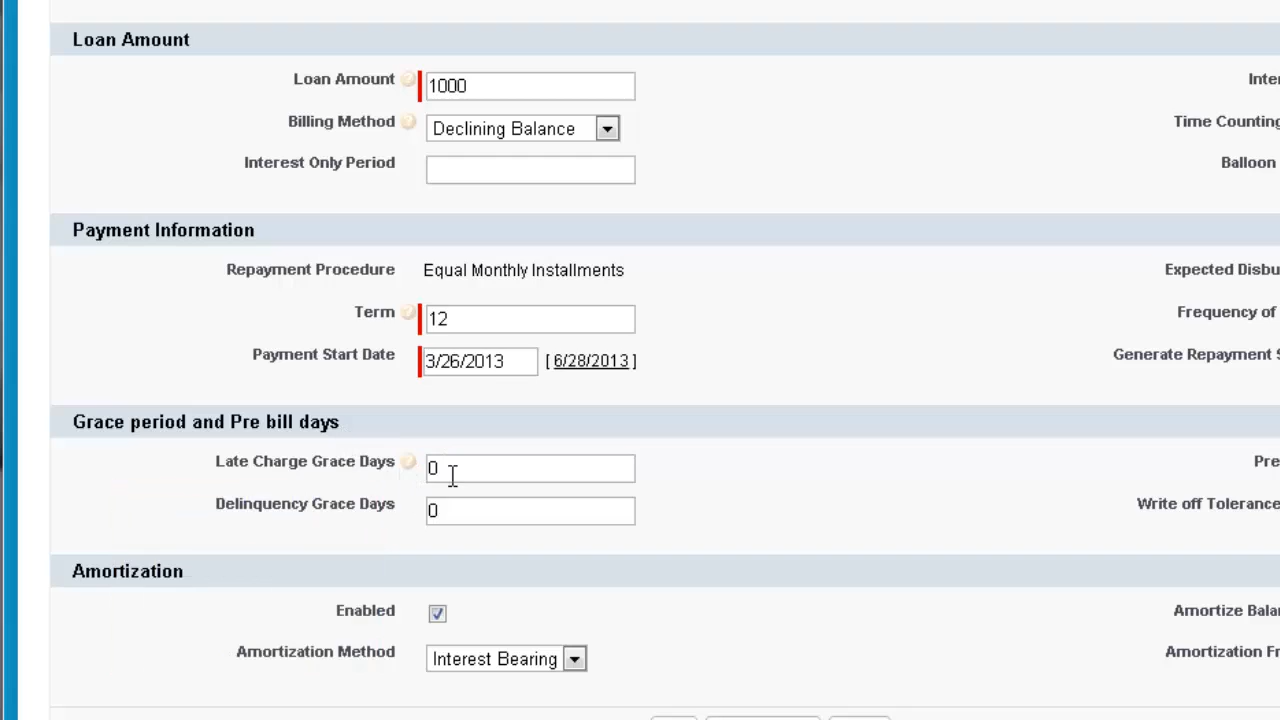 Loan Amount
Loan Amount 1000 Inter
Billing Method Declining Balance Time Counting
Interest Only Period Balloon
Payment Information
Repayment Procedure Equal Monthly Installments Expected Disbu
Term 12 Frequency of
Payment Start Date 3/26/2013 [ 6/28/2013 ] Generate Repayment S
Grace period and Pre bill days
Late Charge Grace Days 0 Pre
Delinquency Grace Days 0 Write off Tolerance
Amortization
Enabled Amortize Balan
Amortization Method Interest Bearing Amortization Fr